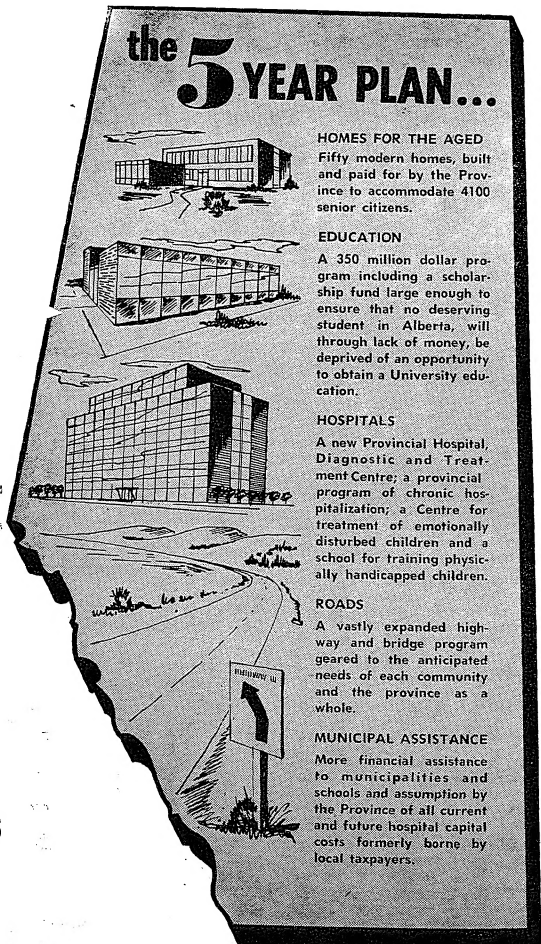 the 5 YEAR PLAN...
HOMES FOR THE AGED
Fifty modern homes, built
and paid for by the Prov-
ince to accommodate 4100
senior citizens.
EDUCATION
A 350 million dollar pro-
gram including a scholar-
ship fund large enough to
ensure that no deserving
student in Alberta, will
through lack of money, be
deprived of an opportunity
to obtain a University edu-
cation.
HOSPITALS
A new Provincial Hospital,
Diagnostic and Treat-
ment Centre; a provincial
program of chronic hos-
pitalization; a Centre for
treatment of emotionally
disturbed children and a
school for training physic-
ally handicapped children.
ROADS
A vastly expanded high-
way and bridge program
geared to the anticipated
needs of each community
and the province as a
whole.
MUNICIPAL ASSISTANCE
More financial assistance
to municipalities and
schools and assumption by
the Province of all current
and future hospital capital
costs formerly borne by
local taxpayers.